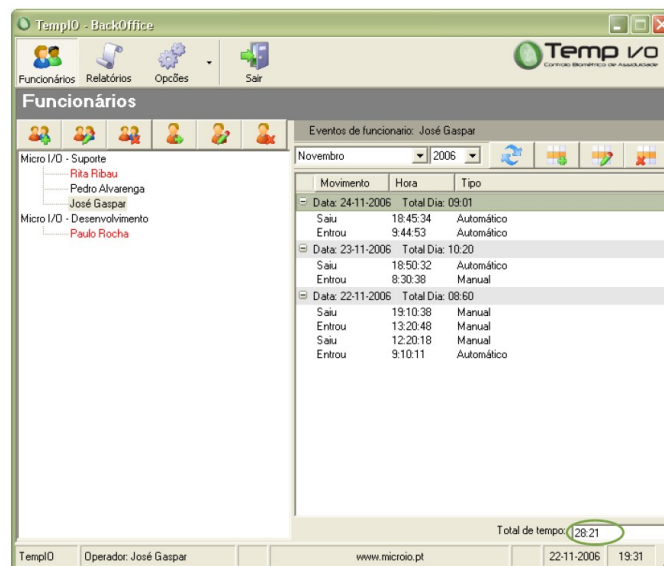 TempIO - BackOffice
Funcionários Relatórios Opcões Sair
Temp I/O
Controlo Biométrico de Assiduidade
Funcionários
Eventos de funcionario: José Gaspar
Novembro 2006
Micro I/O - Suporte
Rita Ribau
Pedro Alvarenga
José Gaspar
Micro I/O - Desenvolvimento
Paulo Rocha
Movimento Hora Tipo
Data: 24-11-2006 Total Dia: 09:01
Saiu 18:45:34 Automático
Entrou 9:44:53 Automático
Data: 23-11-2006 Total Dia: 10:20
Saiu 18:50:32 Automático
Entrou 8:30:38 Manual
Data: 22-11-2006 Total Dia: 08:60
Saiu 19:10:38 Manual
Entrou 13:20:48 Manual
Saiu 12:20:18 Manual
Entrou 9:10:11 Automático
Total de tempo: 28:21
TempIO Operador: José Gaspar www.microio.pt 22-11-2006 19:31